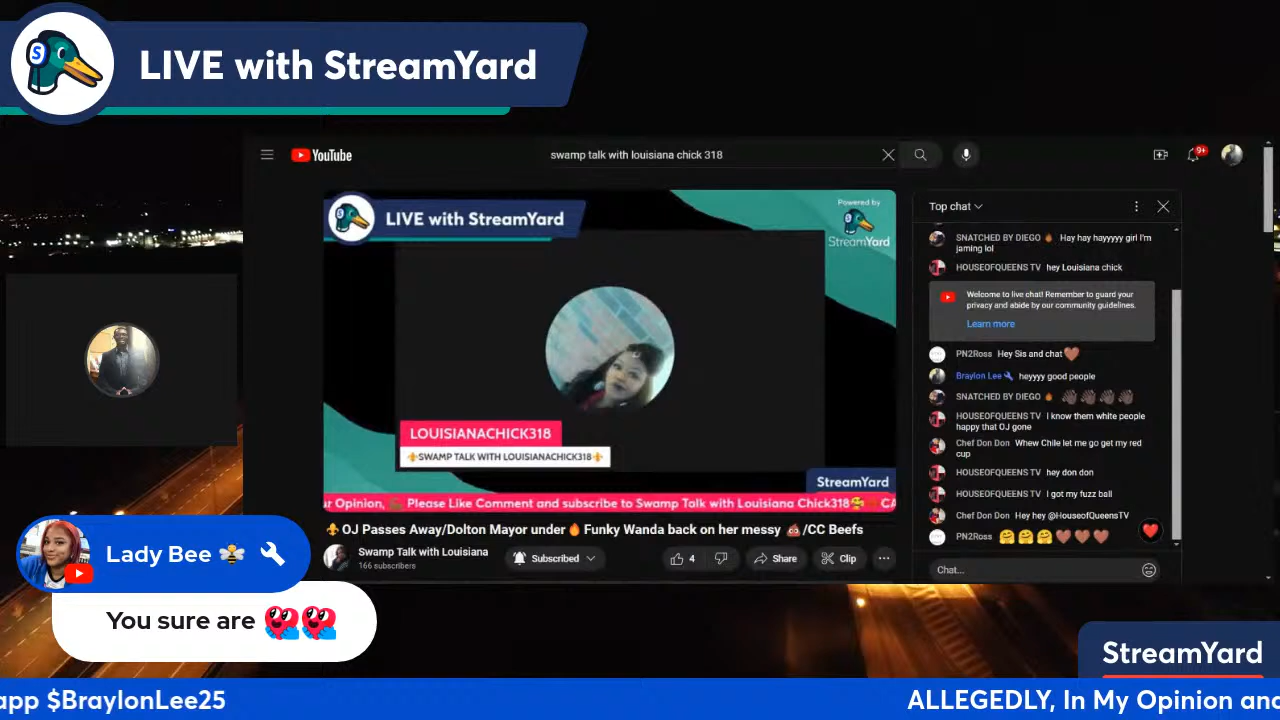 LIVE with StreamYard
YouTube
swamp talk with louisiana chick 318
9+
LIVE with StreamYard
Powered by
StreamYard
LOUISIANACHICK318
⚜️SWAMP TALK WITH LOUISIANACHICK318⚜️
StreamYard
ur Opinion, Please Like Comment and subscribe to Swamp Talk with Louisiana Chick318🥰 CA
⚜️OJ Passes Away/Dolton Mayor under🔥Funky Wanda back on her messy 💩/CC Beefs
Swamp Talk with Louisiana
166 subscribers
Subscribed
4
Share
Clip
Top chat
SNATCHED BY DIEGO 🔥 Hay hay hayyyyy girl I'm
jaming lol
HOUSEOFQUEENS TV hey Louisiana chick
Welcome to live chat! Remember to guard your
privacy and abide by our community guidelines.
Learn more
PN2Ross Hey Sis and chat🤎
Braylon Lee heyyyy good people
SNATCHED BY DIEGO 🔥 👋🏿👋🏿👋🏿👋🏿
HOUSEOFQUEENS TV I know them white people
happy that OJ gone
Chef Don Don Whew Chile let me go get my red
cup
HOUSEOFQUEENS TV hey don don
HOUSEOFQUEENS TV I got my fuzz ball
Chef Don Don Hey hey @HouseofQueensTV
PN2Ross 🤗🤗🤗🤎🤎🤎
Chat...
Lady Bee 🐝
You sure are
StreamYard
app $BraylonLee25
ALLEGEDLY, In My Opinion and